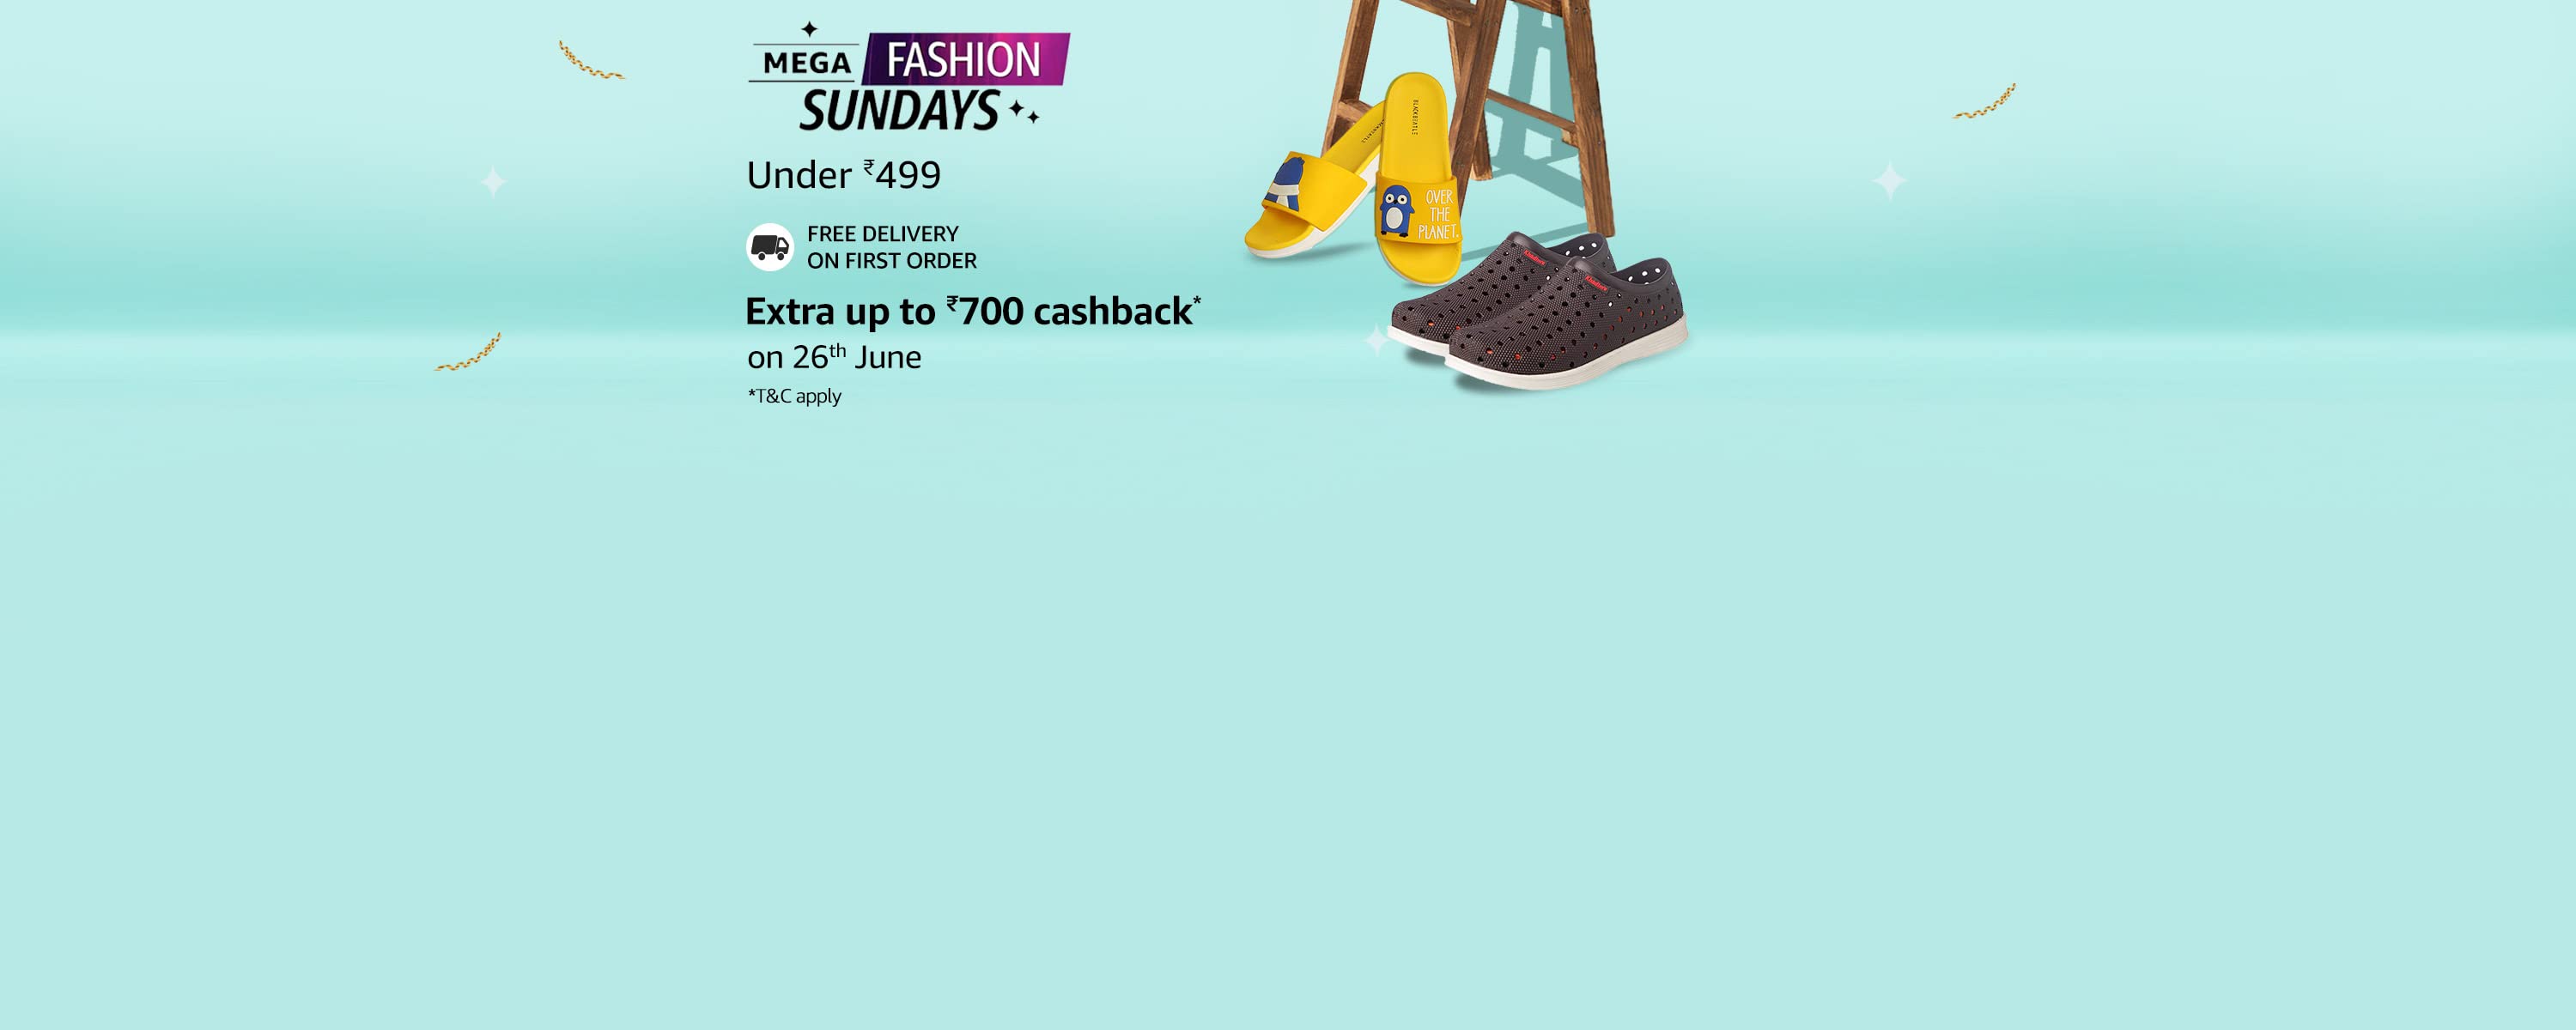 MEGA FASHION
SUNDAYS
Under ₹499
FREE DELIVERY
ON FIRST ORDER
Extra up to ₹700 cashback*
on 26th June
*T&C apply
OVER
THE
PLANET.